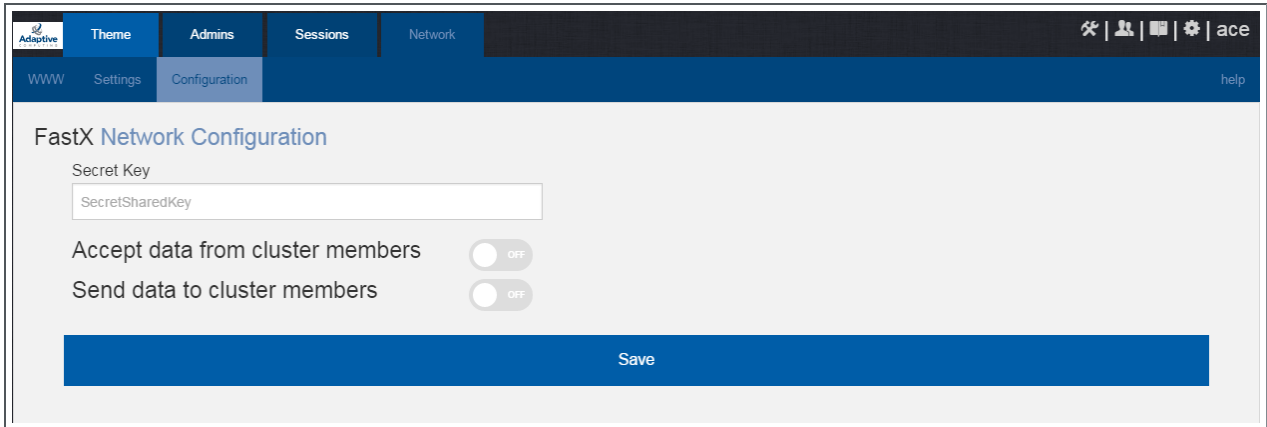 Adaptive
COMPUTING
Theme Admins Sessions Network
| | | | ace
WWW Settings Configuration help
FastX Network Configuration
Secret Key
SecretSharedKey
Accept data from cluster members OFF
Send data to cluster members OFF
Save